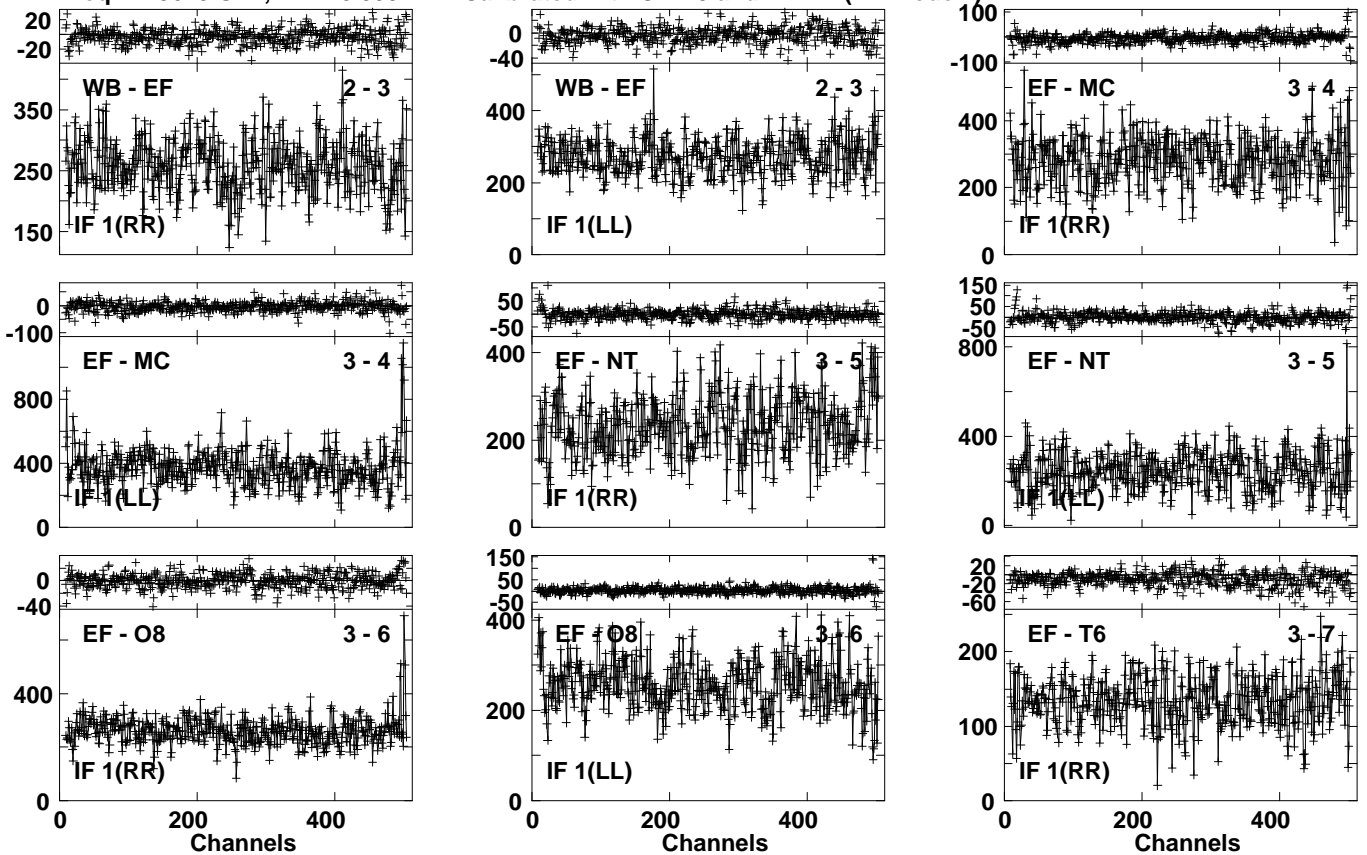 20
-20
WB - EF 2 - 3
350
250
150
IF 1(RR)
0
-40
WB - EF 2 - 3
400
200
0
IF 1(LL)
100
-100
EF - MC 3 - 4
400
200
0
IF 1(RR)
0
-100
EF - MC 3 - 4
800
400
0
IF 1(LL)
50
-50
EF - NT 3 - 5
400
200
0
IF 1(RR)
150
50
-50
EF - NT 3 - 5
800
400
0
IF 1(LL)
0
-40
EF - O8 3 - 6
400
0
IF 1(RR)
0 200 400
Channels
150
50
-50
EF - O8 3 - 6
400
200
0
IF 1(LL)
0 200 400
Channels
20
-20
-60
EF - T6 3 - 7
200
100
0
IF 1(RR)
0 200 400
Channels